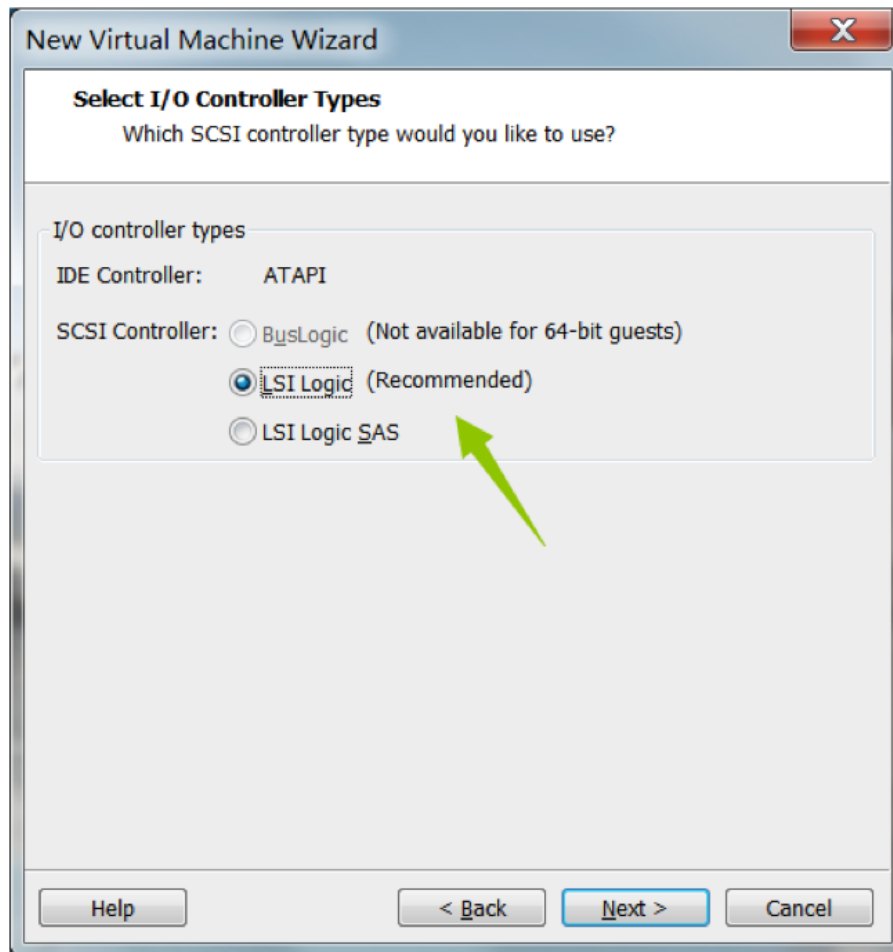 New Virtual Machine Wizard
Select I/O Controller Types
Which SCSI controller type would you like to use?
I/O controller types
IDE Controller: ATAPI
SCSI Controller: BusLogic (Not available for 64-bit guests)
LSI Logic (Recommended)
LSI Logic SAS
Help < Back Next > Cancel